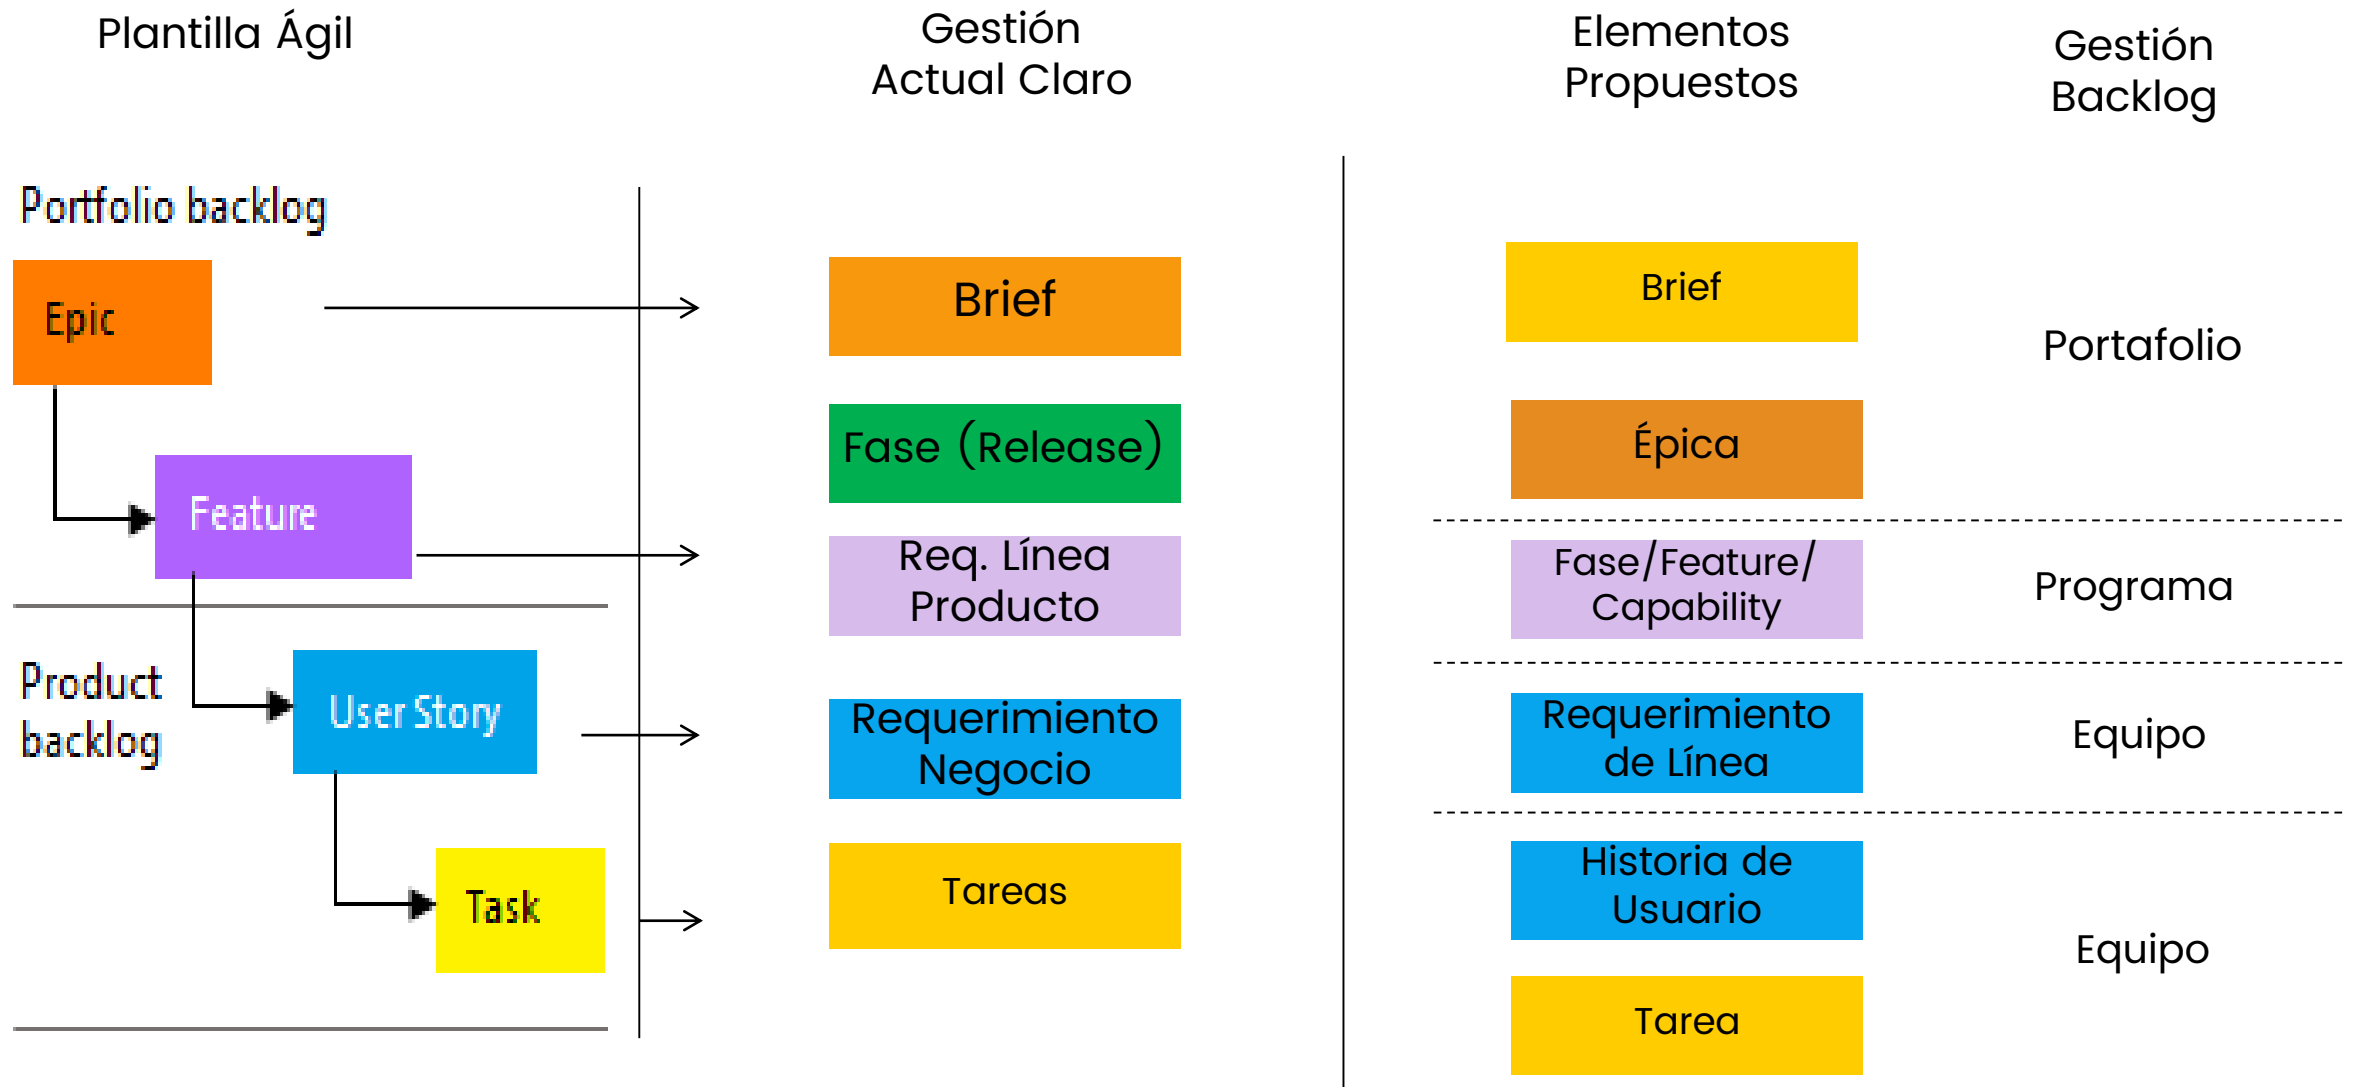 Plantilla Ágil
Gestión
Actual Claro
Elementos
Propuestos
Gestión
Backlog
Portfolio backlog
Epic
Feature
Product
backlog
User Story
Task
Brief
Fase (Release)
Req. Línea
Producto
Requerimiento
Negocio
Tareas
Brief
Épica
Fase/Feature/
Capability
Requerimiento
de Línea
Historia de
Usuario
Tarea
Portafolio
Programa
Equipo
Equipo